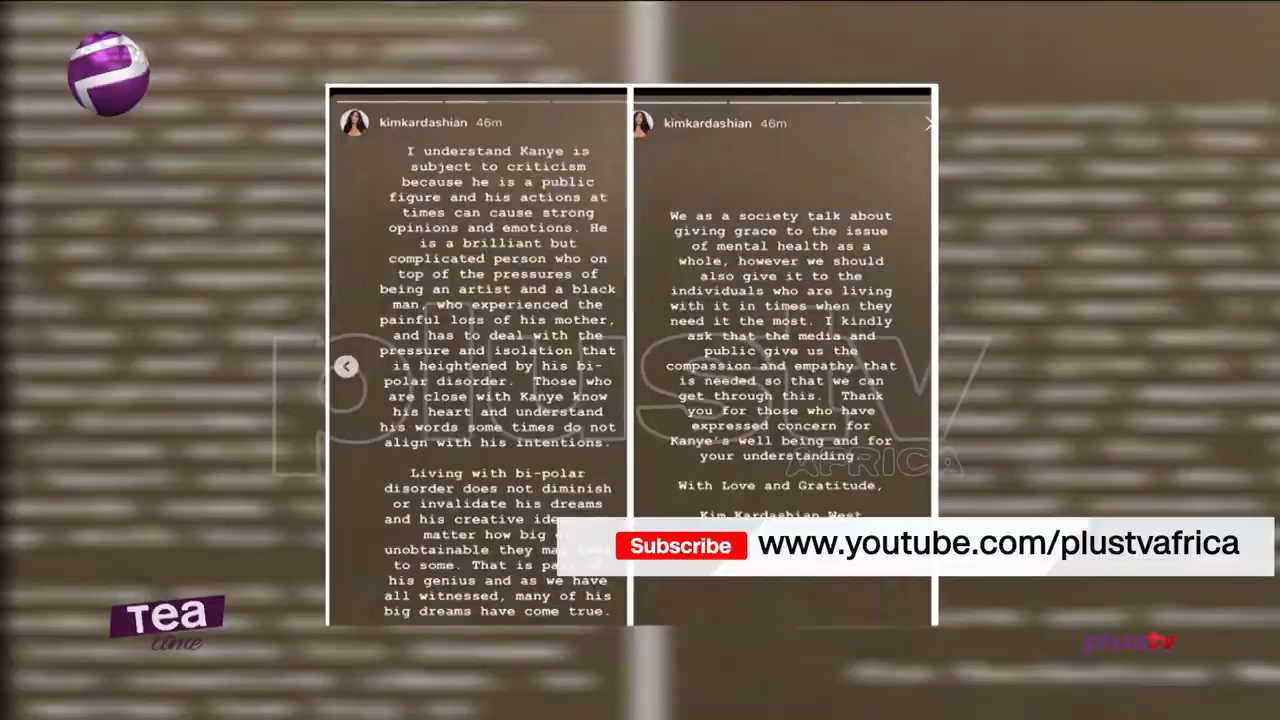 kimkardashian 46m
I understand Kanye is
subject to criticism
because he is a public
figure and his actions at
times can cause strong
opinions and emotions. He
is a brilliant but
complicated person who on
top of the pressures of
being an artist and a black
man, who experienced the
painful loss of his mother,
and has to deal with the
pressure and isolation that
is heightened by his bi-
polar disorder. Those who
are close with Kanye know
his heart and understand
his words some times do not
align with his intentions.
Living with bi-polar
disorder does not diminish
or invalidate his dreams
and his creative
matter how big
unobtainable they
to some. That is
his genius and as we have
all witnessed, many of his
big dreams have come true.
kimkardashian 46m
We as a society talk about
giving grace to the issue
of mental health as a
whole, however we should
also give it to the
individuals who are living
with it in times when they
need it the most. I kindly
ask that the media and
public give us the
compassion and empathy that
is needed so that we can
get through this. Thank
you for those who have
expressed concern for
Kanye's well being and for
your understanding.
With Love and Gratitude,
Kim Kardashian West
Subscribe www.youtube.com/plustvafrica
plustv
AFRICA
Tea
time
plustv